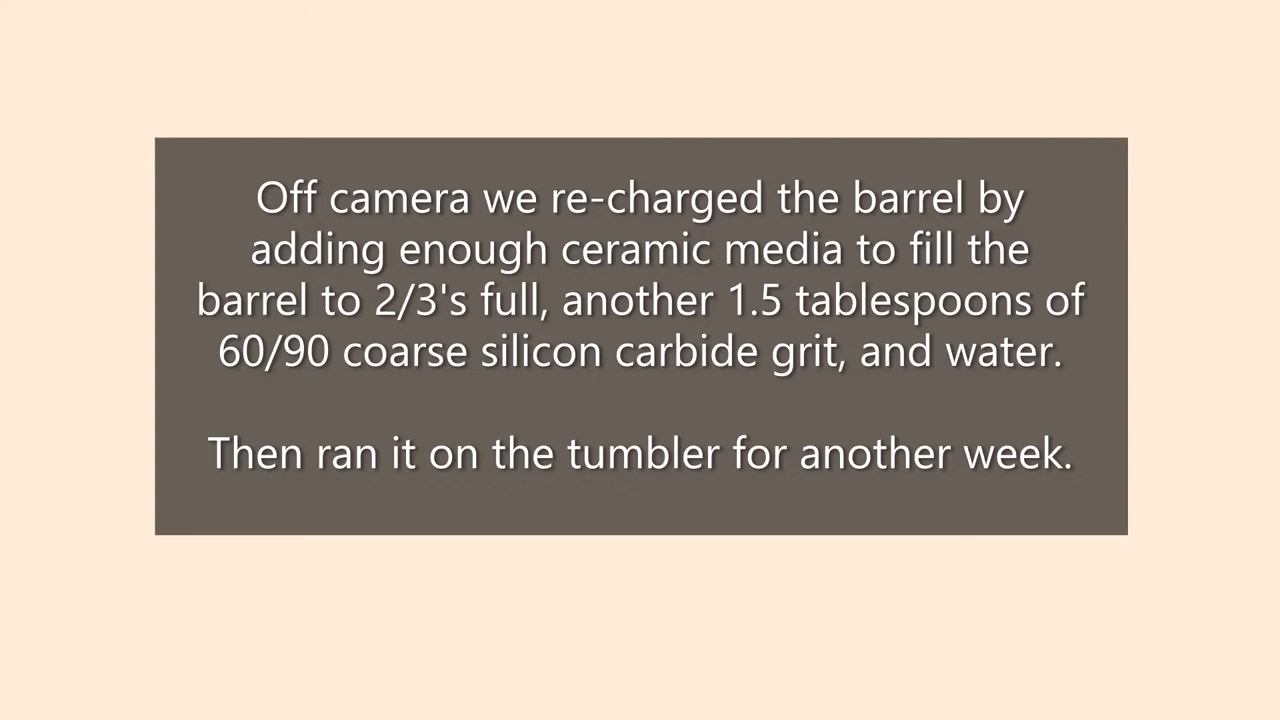 Off camera we re-charged the barrel by
adding enough ceramic media to fill the
barrel to 2/3's full, another 1.5 tablespoons of
60/90 coarse silicon carbide grit, and water.
Then ran it on the tumbler for another week.